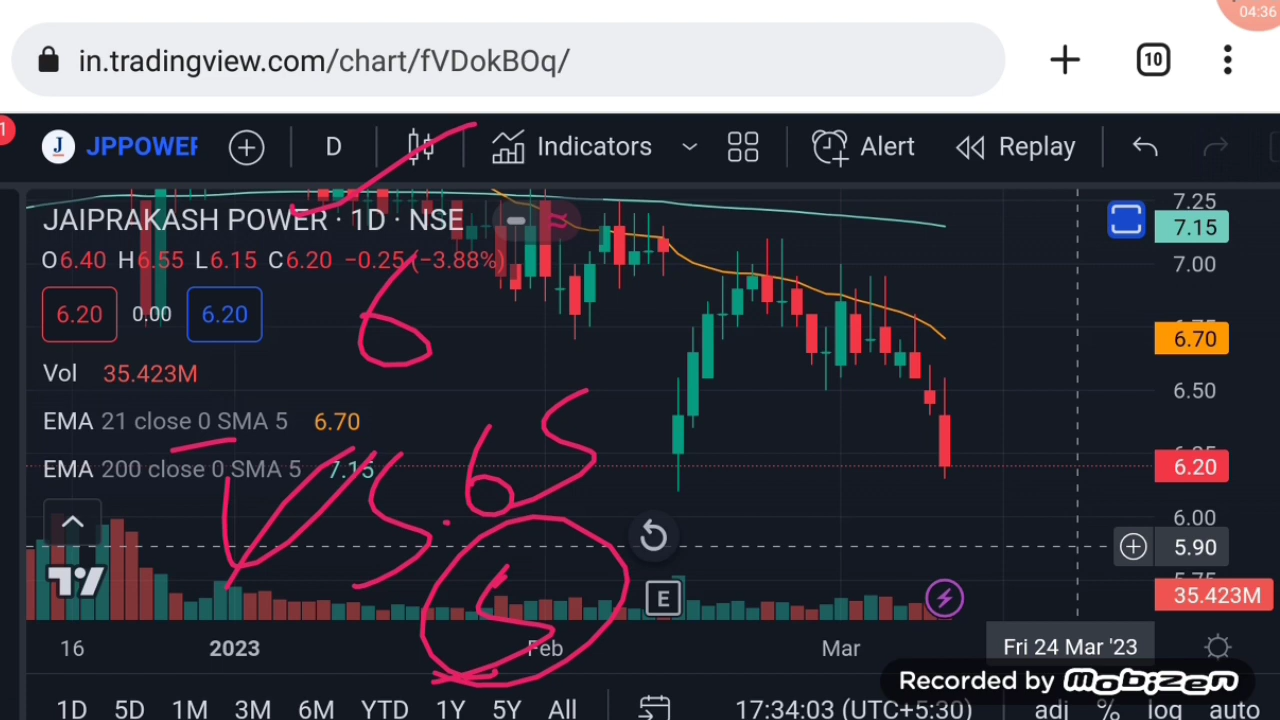 04:36
in.tradingview.com/chart/fVDokBOq/
10
1
J JPPOWER D Indicators Alert Replay
JAIPRAKASH POWER · 1D · NSE
O6.40 H6.55 L6.15 C6.20 −0.25 (−3.88%)
6.20 0.00 6.20
Vol 35.423M
EMA 21 close 0 SMA 5 6.70
EMA 200 close 0 SMA 5 7.15
7.25
7.15
7.00
6.70
6.50
6.20
6.00
5.90
5.75
35.423M
6
5.65
5
E
16 2023 Feb Mar Fri 24 Mar '23
Recorded by mobizen
1D 5D 1M 3M 6M YTD 1Y 5Y All 17:34:03 (UTC+5:30) adj % log auto